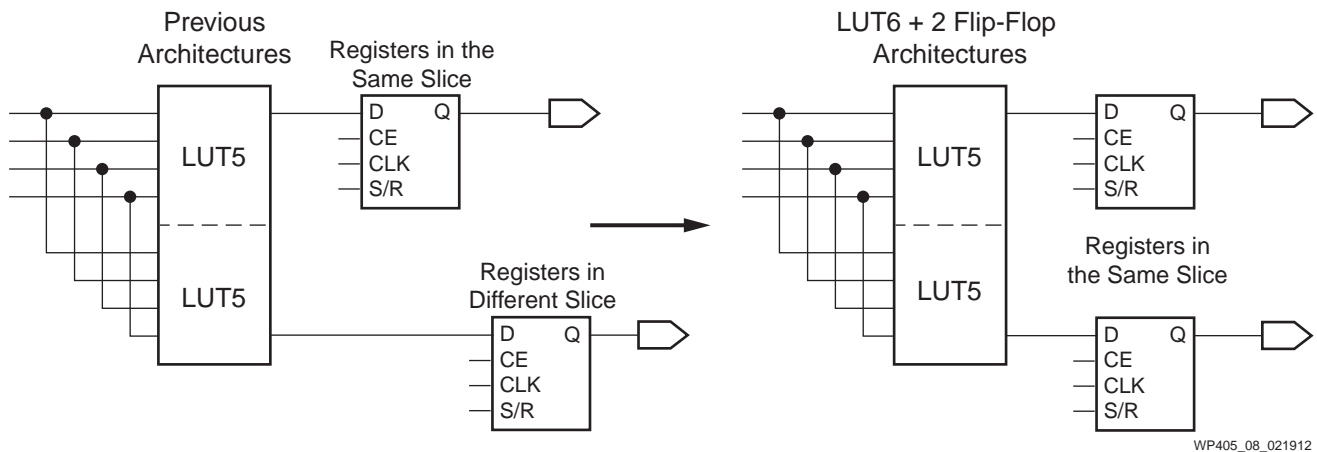 Previous
Architectures
Registers in the
Same Slice
LUT5
LUT5
D Q
CE
CLK
S/R
Registers in
Different Slice
D Q
CE
CLK
S/R
LUT6 + 2 Flip-Flop
Architectures
LUT5
LUT5
D Q
CE
CLK
S/R
Registers in
the Same Slice
D Q
CE
CLK
S/R
WP405_08_021912